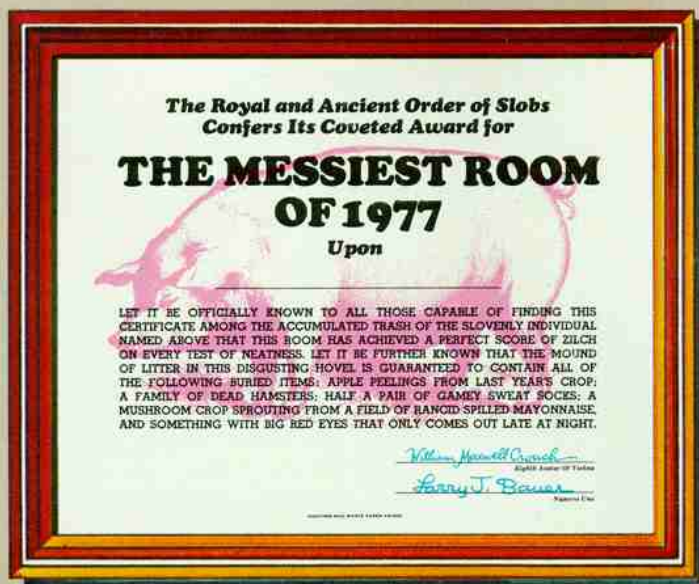 The Royal and Ancient Order of Slobs
Confers Its Coveted Award for
THE MESSIEST ROOM
OF 1977
Upon
LET IT BE OFFICIALLY KNOWN TO ALL THOSE CAPABLE OF FINDING THIS
CERTIFICATE AMONG THE ACCUMULATED TRASH OF THE SLOVENLY INDIVIDUAL
NAMED ABOVE THAT THIS ROOM HAS ACHIEVED A PERFECT SCORE OF ZILCH
ON EVERY TEST OF NEATNESS. LET IT BE FURTHER KNOWN THAT THE MOUND
OF LITTER IN THIS DISGUSTING HOVEL IS GUARANTEED TO CONTAIN ALL OF
THE FOLLOWING BURIED ITEMS: APPLE PEELINGS FROM LAST YEAR'S CROP;
A FAMILY OF DEAD HAMSTERS; HALF A PAIR OF GAMEY SWEAT SOCKS; A
MUSHROOM CROP SPROUTING FROM A FIELD OF RANCID SPILLED MAYONNAISE,
AND SOMETHING WITH BIG RED EYES THAT ONLY COMES OUT LATE AT NIGHT.
William Maxwell Crouch
Eighth Avatar Of Vishnu
Larry J. Bauer
Numero Uno